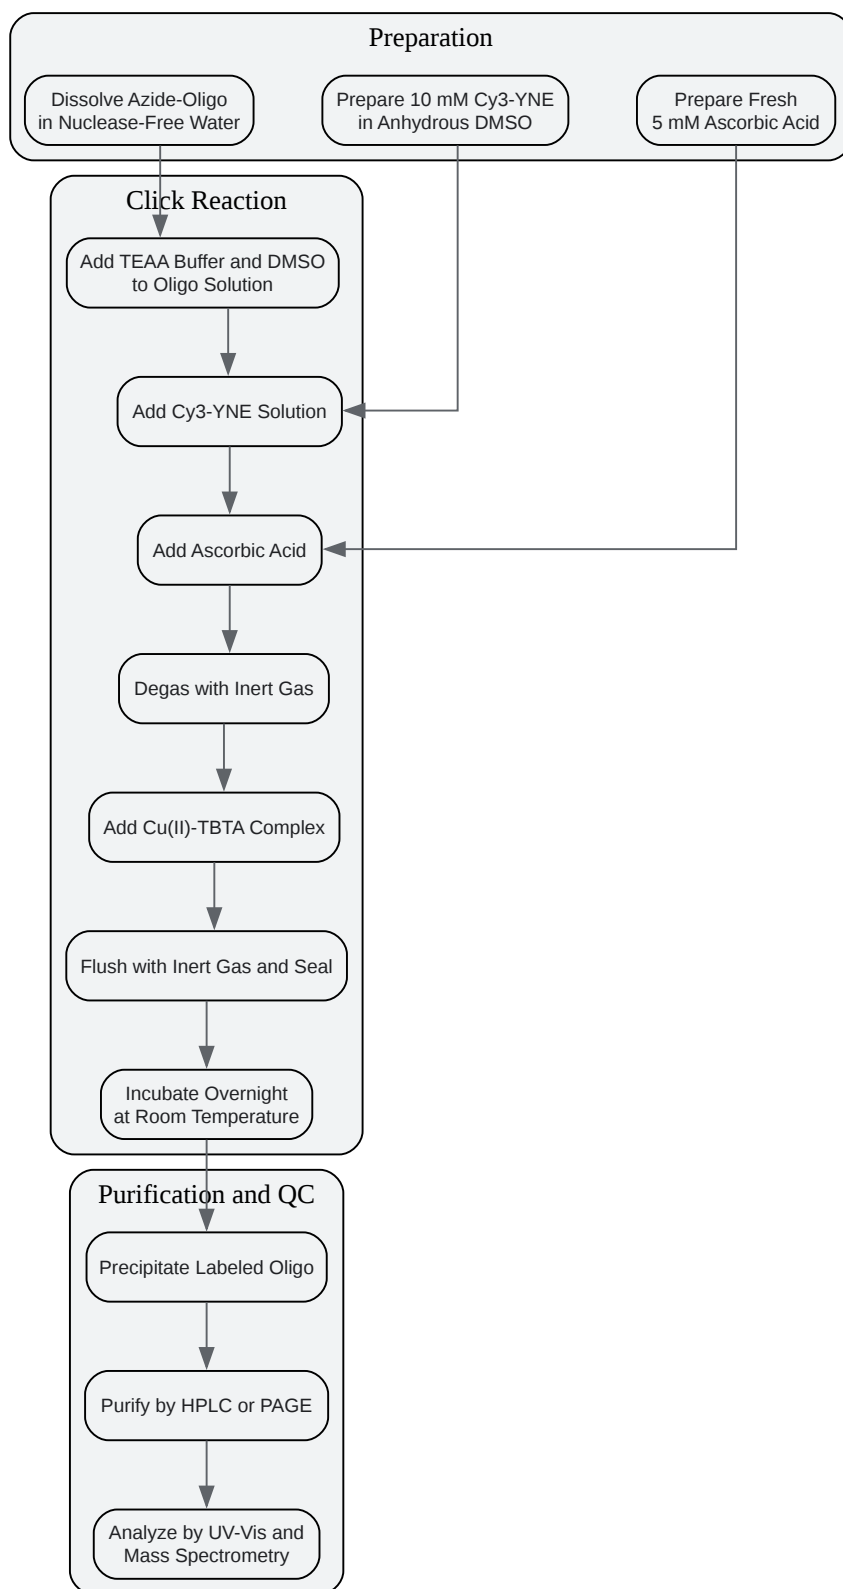 Preparation
Dissolve Azide-Oligo
in Nuclease-Free Water
Prepare 10 mM Cy3-YNE
in Anhydrous DMSO
Prepare Fresh
5 mM Ascorbic Acid
Click Reaction
Add TEAA Buffer and DMSO
to Oligo Solution
Add Cy3-YNE Solution
Add Ascorbic Acid
Degas with Inert Gas
Add Cu(II)-TBTA Complex
Flush with Inert Gas and Seal
Incubate Overnight
at Room Temperature
Purification and QC
Precipitate Labeled Oligo
Purify by HPLC or PAGE
Analyze by UV-Vis and
Mass Spectrometry